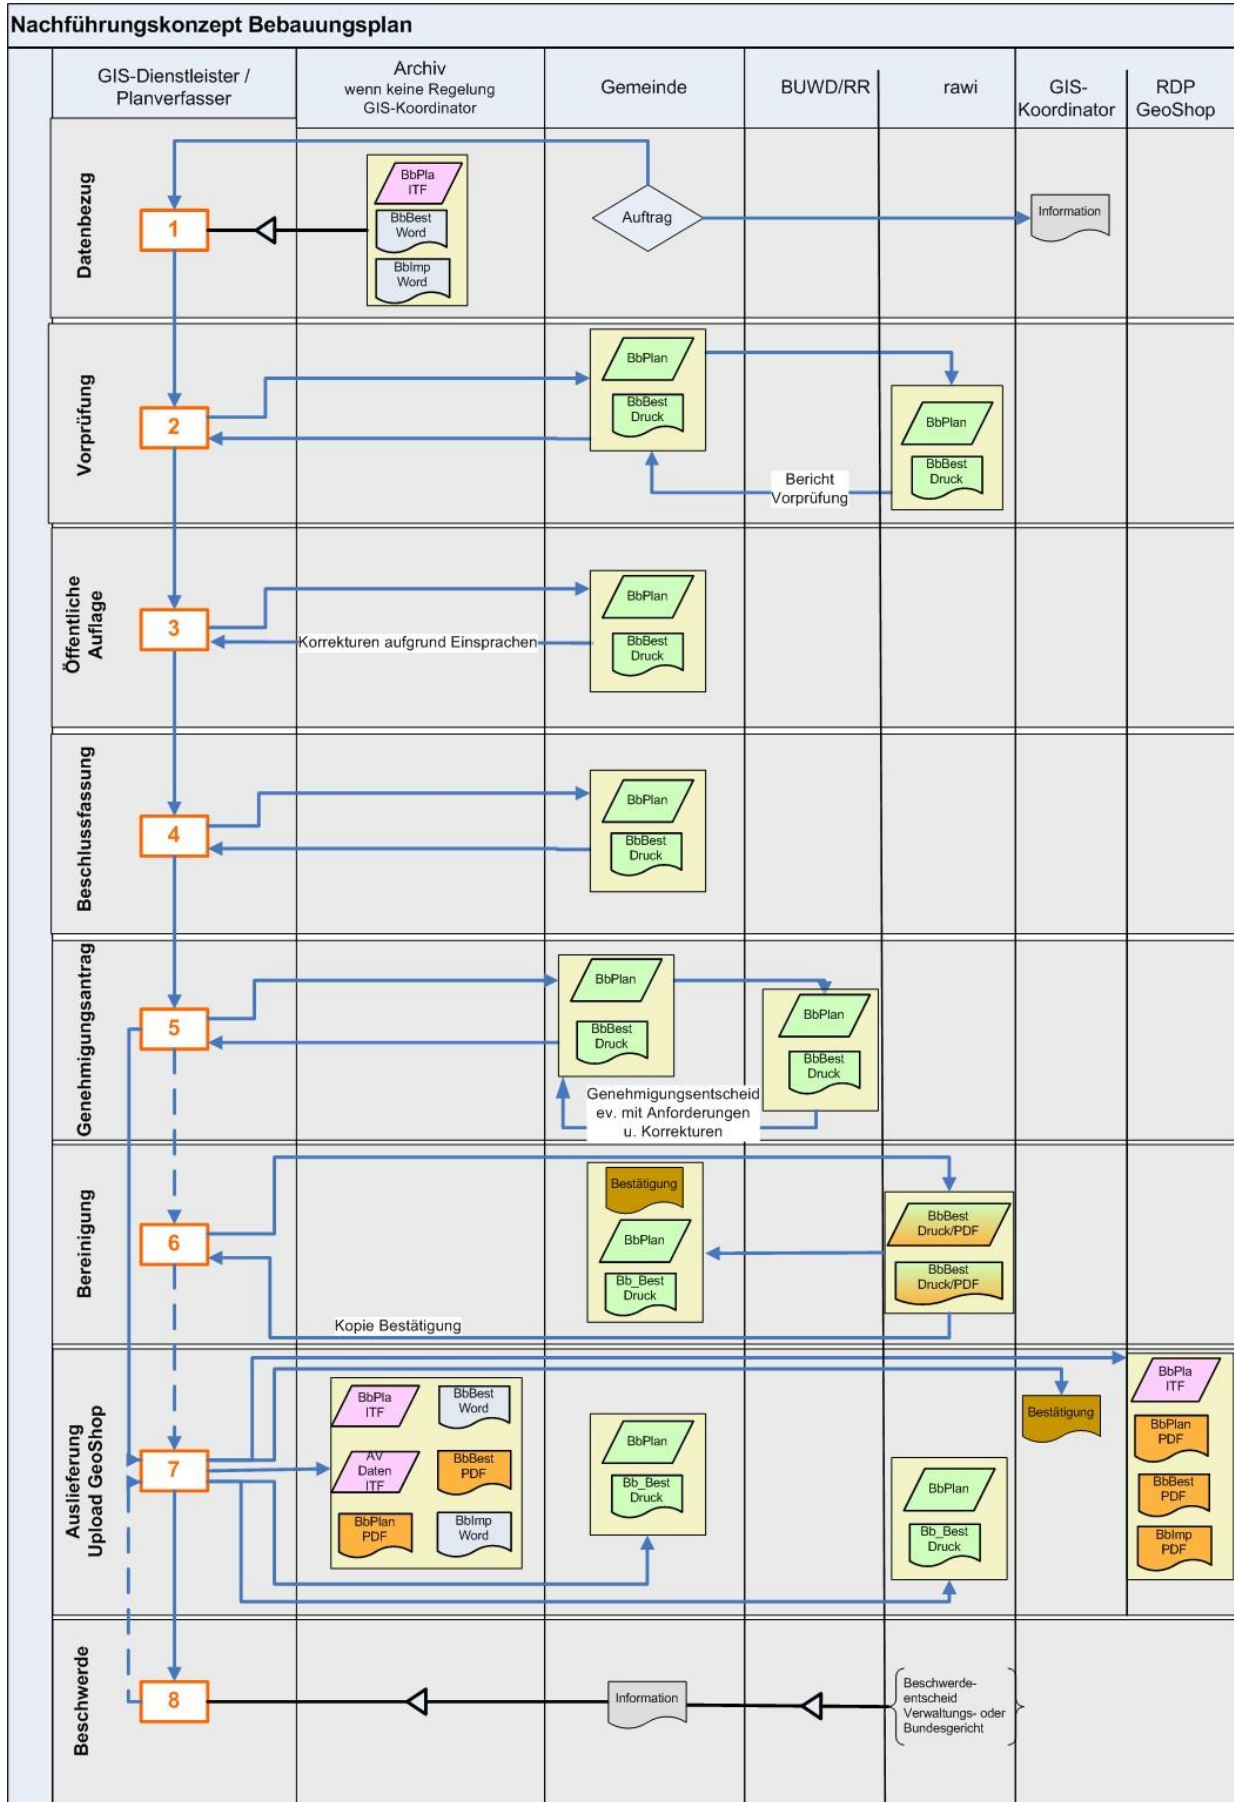 Nachführungskonzept Bebauungsplan
GIS-Dienstleister /
Planverfasser
Archiv
wenn keine Regelung
GIS-Koordinator
Gemeinde
BUWD/RR
rawi
GIS-
Koordinator
RDP
GeoShop
Datenbezug
1
BbPla
ITF
BbBest
Word
BbImp
Word
Auftrag
Information
Vorprüfung
2
BbPlan
BbBest
Druck
BbPlan
BbBest
Druck
Bericht
Vorprüfung
Öffentliche
Auflage
3
Korrekturen aufgrund Einsprachen
BbPlan
BbBest
Druck
Beschlussfassung
4
BbPlan
BbBest
Druck
Genehmigungsantrag
5
BbPlan
BbBest
Druck
BbPlan
BbBest
Druck
Genehmigungsentscheid
ev. mit Anforderungen
u. Korrekturen
Bereinigung
6
Bestätigung
BbPlan
Bb_Best
Druck
BbBest
Druck/PDF
BbBest
Druck/PDF
Kopie Bestätigung
Auslieferung
Upload GeoShop
7
BbPla
ITF
BbBest
Word
AV
Daten
ITF
BbBest
PDF
BbPlan
PDF
BbImp
Word
BbPlan
Bb_Best
Druck
BbPlan
Bb_Best
Druck
Bestätigung
BbPla
ITF
BbPlan
PDF
BbBest
PDF
BbImp
PDF
Beschwerde
8
Information
Beschwerde-
entscheid
Verwaltungs- oder
Bundesgericht